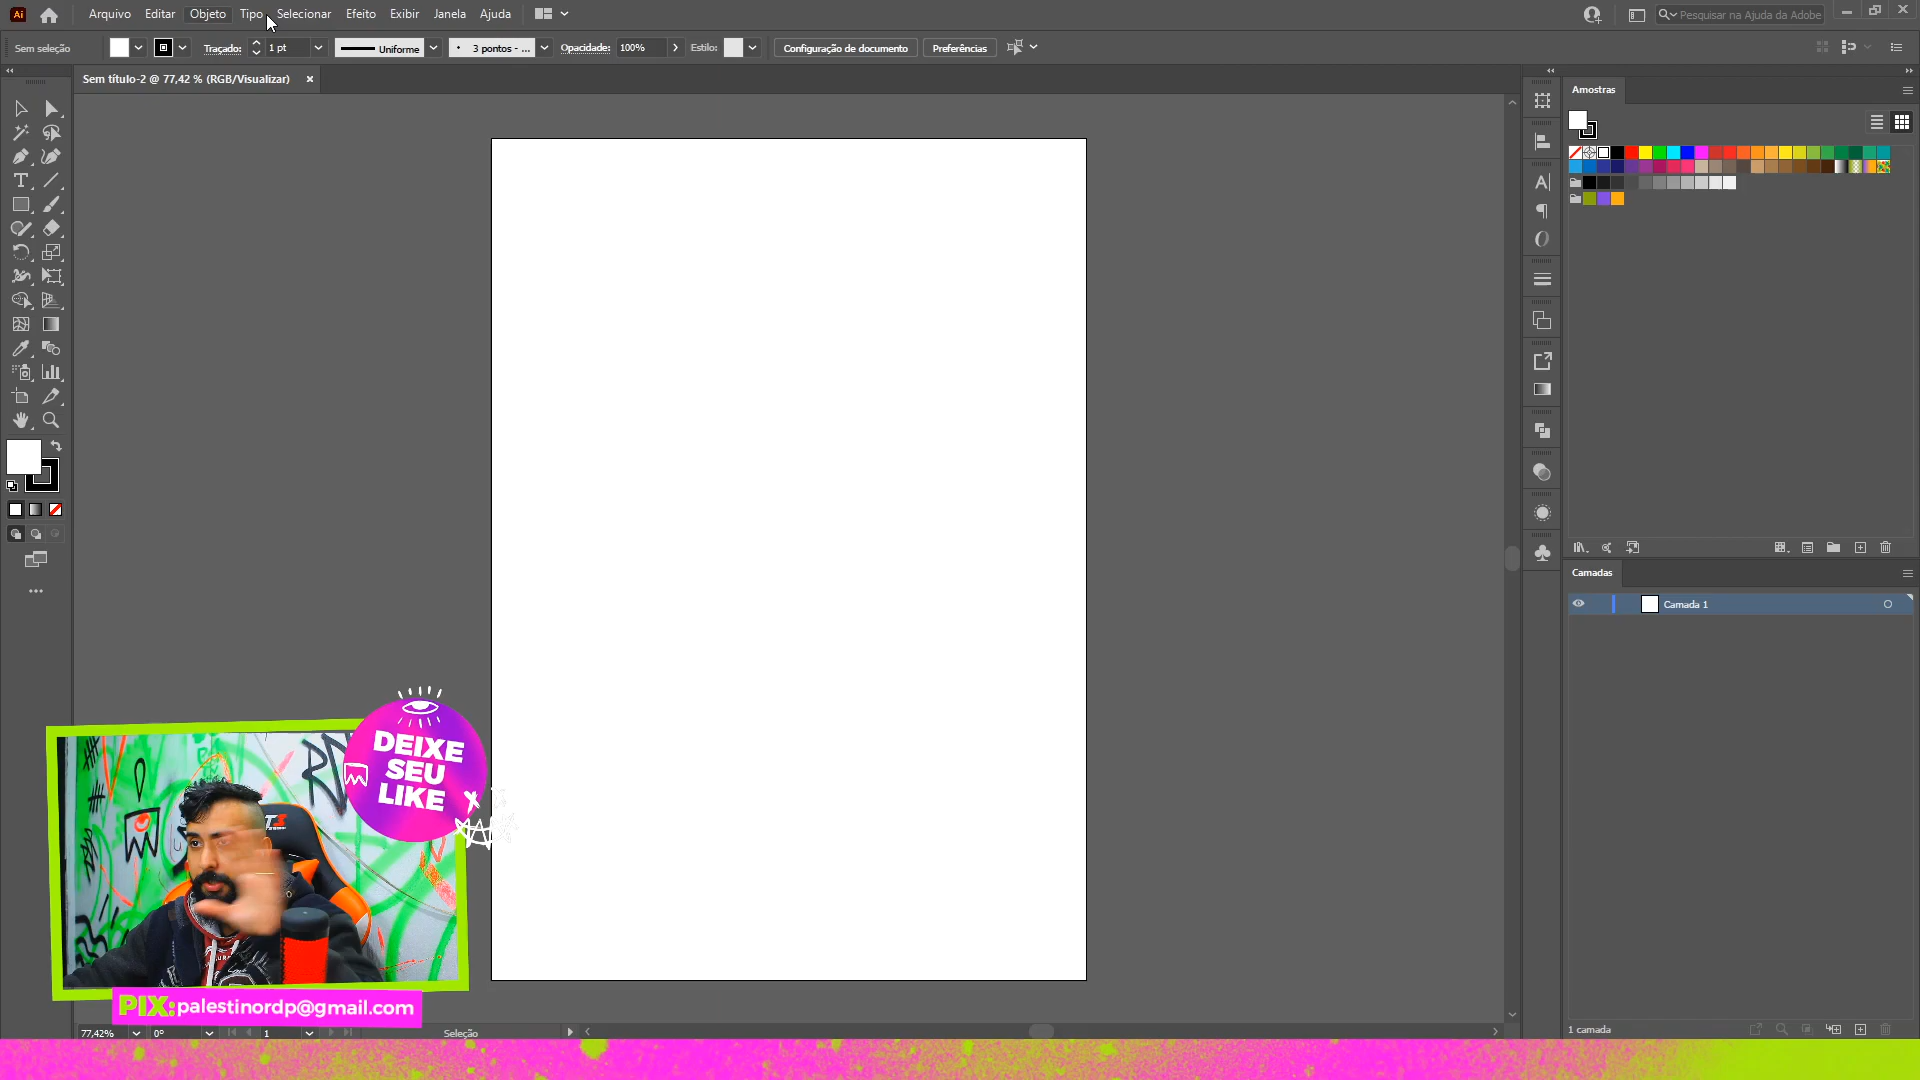 Ai Arquivo Editar Objeto Tipo Selecionar Efeito Exibir Janela Ajuda Pesquisar na Ajuda da Adobe
Sem seleção Traçado: 1 pt Uniforme 3 pontos - ... Opacidade: 100% Estilo: Configuração de documento Preferências
Sem título-2 @ 77,42 % (RGB/Visualizar)
Amostras
Camadas
Camada 1
DEIXE
SEU
LIKE
PIX:palestinordp@gmail.com
77,42% 0° 1 Seleção
1 camada